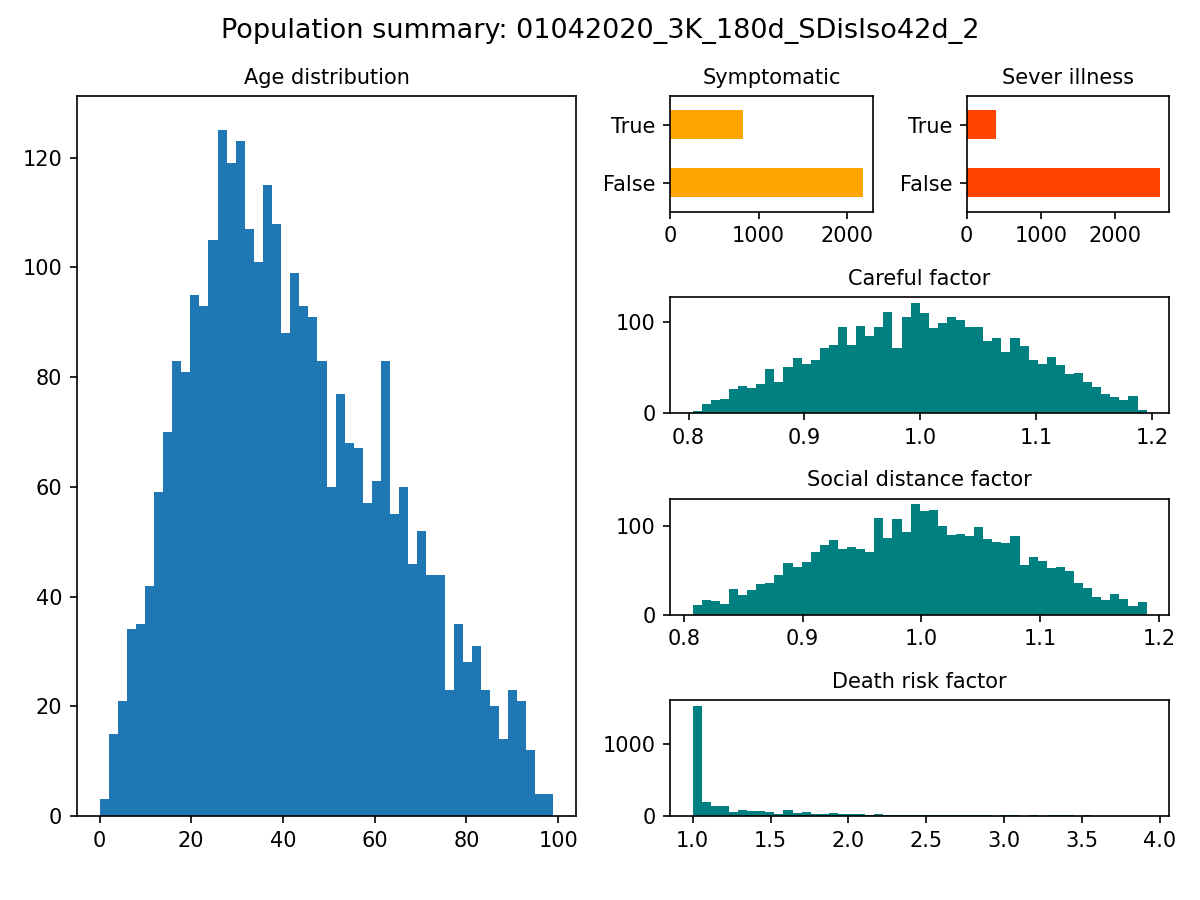 Population summary: 01042020_3K_180d_SDisIso42d_2
Age distribution
120
100
80
60
40
20
0
0 20 40 60 80 100
Symptomatic
True
False
0 1000 2000
Sever illness
True
False
0 1000 2000
Careful factor
100
0
0.8 0.9 1.0 1.1 1.2
Social distance factor
100
0
0.8 0.9 1.0 1.1 1.2
Death risk factor
1000
0
1.0 1.5 2.0 2.5 3.0 3.5 4.0